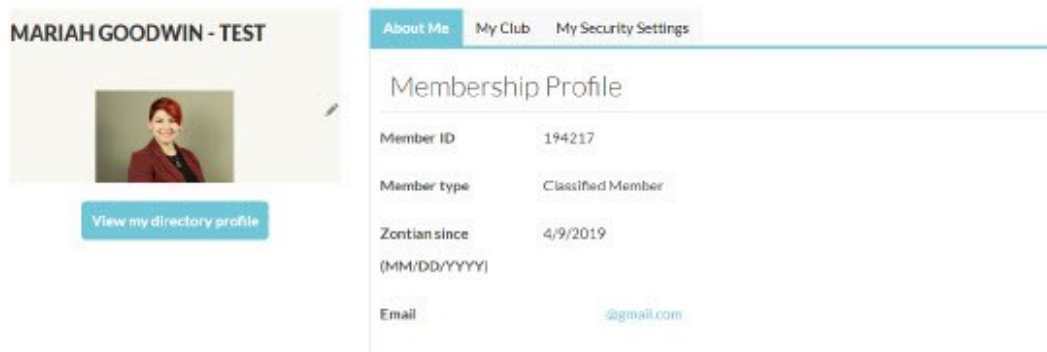 MARIAH GOODWIN - TEST
View my directory profile
About Me My Club My Security Settings
Membership Profile
Member ID 194217
Member type Classified Member
Zontian since 4/9/2019
(MM/DD/YYYY)
Email @gmail.com